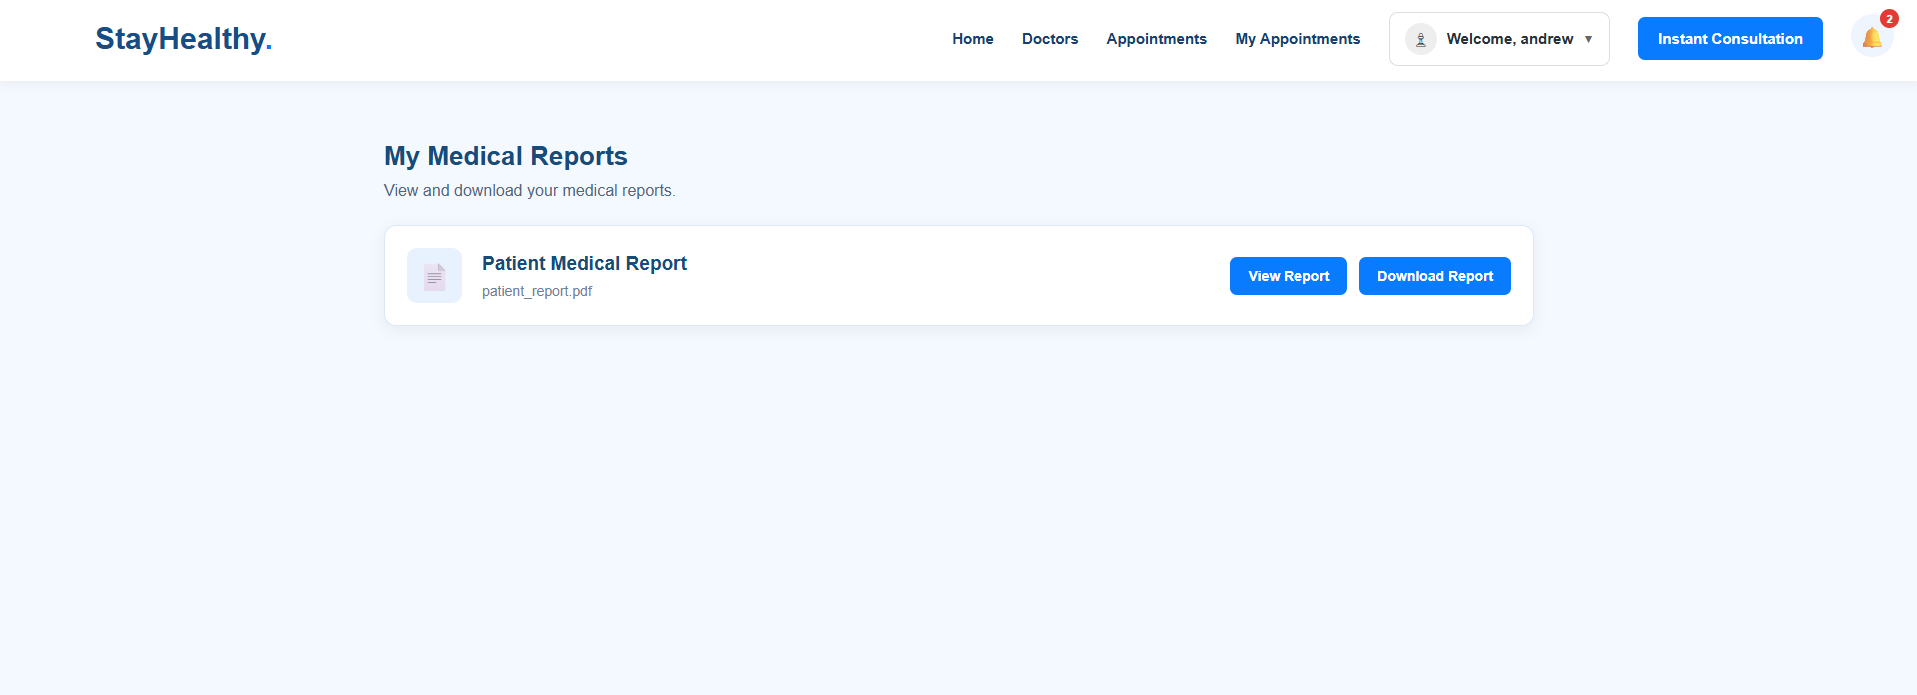 StayHealthy.
Home
Doctors
Appointments
My Appointments
Welcome, andrew ▼
Instant Consultation
2
My Medical Reports
View and download your medical reports.
Patient Medical Report
patient_report.pdf
View Report
Download Report